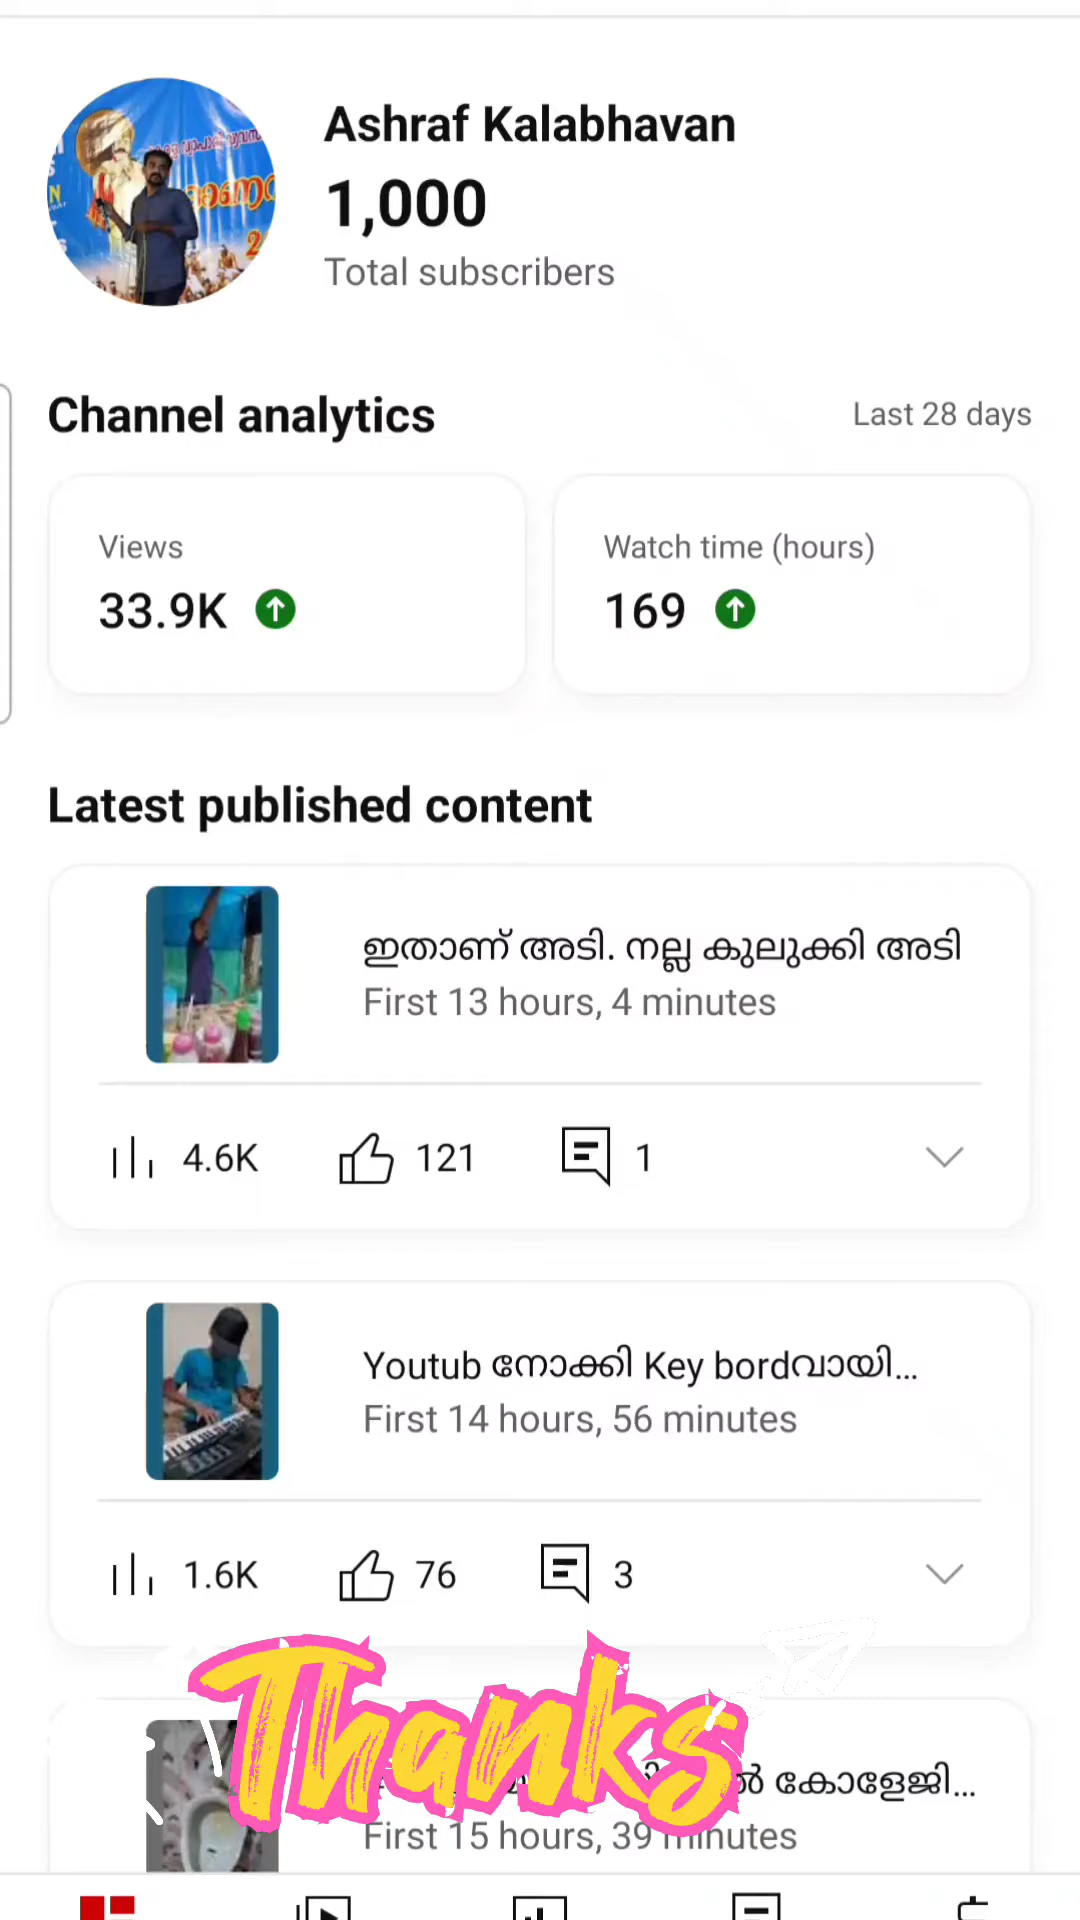 Ashraf Kalabhavan
1,000
Total subscribers
Channel analytics
Last 28 days
Views
Watch time (hours)
33.9K
169
Latest published content
ഇതാണ് അടി. നല്ല കുലുക്കി അടി
First 13 hours, 4 minutes
4.6K
121
1
Youtub നോക്കി Key bordവായി...
First 14 hours, 56 minutes
1.6K
76
3
Thanks
കോളേജി...
First 15 hours, 39 minutes